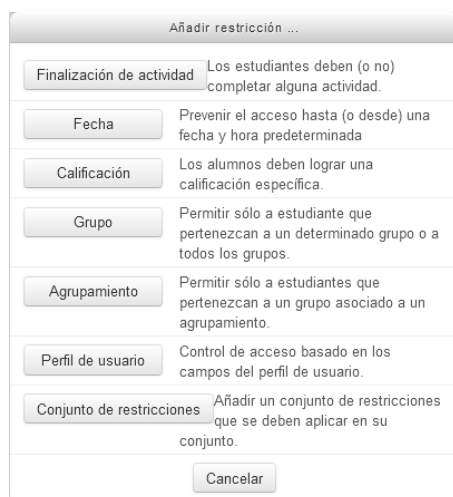 Añadir restricción ...
Finalización de actividad
Los estudiantes deben (o no)
completar alguna actividad.
Fecha
Prevenir el acceso hasta (o desde) una
fecha y hora predeterminada
Calificación
Los alumnos deben lograr una
calificación específica.
Grupo
Permitir sólo a estudiante que
pertenezcan a un determinado grupo o a
todos los grupos.
Agrupamiento
Permitir sólo a estudiantes que
pertenezcan a un grupo asociado a un
agrupamiento.
Perfil de usuario
Control de acceso basado en los
campos del perfil de usuario.
Conjunto de restricciones
Añadir un conjunto de restricciones
que se deben aplicar en su
conjunto.
Cancelar